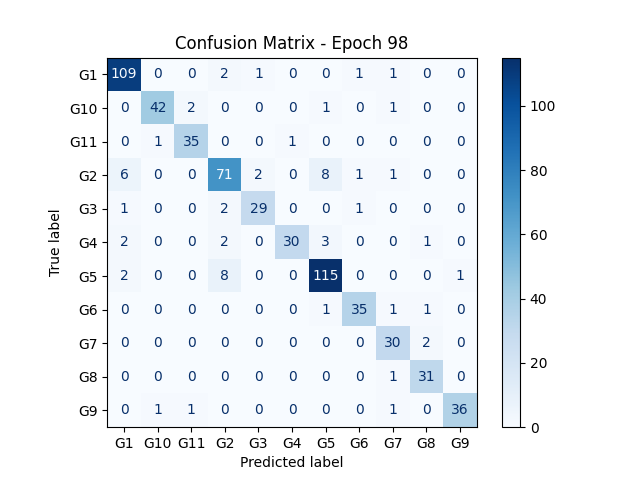 Confusion Matrix - Epoch 98
True label
G1 109 0 0 2 1 0 0 1 1 0 0
G10 0 42 2 0 0 0 1 0 1 0 0
G11 0 1 35 0 0 1 0 0 0 0 0
G2 6 0 0 71 2 0 8 1 1 0 0
G3 1 0 0 2 29 0 0 1 0 0 0
G4 2 0 0 2 0 30 3 0 0 1 0
G5 2 0 0 8 0 0 115 0 0 0 1
G6 0 0 0 0 0 0 1 35 1 1 0
G7 0 0 0 0 0 0 0 0 30 2 0
G8 0 0 0 0 0 0 0 0 1 31 0
G9 0 1 1 0 0 0 0 0 1 0 36
G1 G10 G11 G2 G3 G4 G5 G6 G7 G8 G9
Predicted label
100
80
60
40
20
0